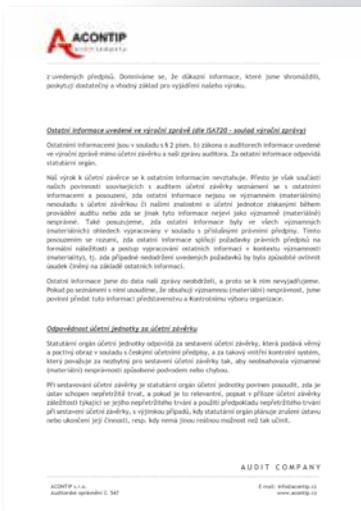 ACONTIP
audit company
z uvedených předpisů. Domníváme se, že důkazní informace, které jsme shromáždili,
poskytují dostatečný a vhodný základ pro vyjádření našeho výroku.
Ostatní informace uvedené ve výroční zprávě (dle ISA720 - soulad výroční zprávy)
Ostatními informacemi jsou v souladu s § 2 písm. b) zákona o auditorech informace uvedené
ve výroční zprávě mimo účetní závěrku a naši zprávu auditora. Za ostatní informace odpovídá
statutární orgán.
Náš výrok k účetní závěrce se k ostatním informacím nevztahuje. Přesto je však součástí
našich povinností souvisejících s auditem účetní závěrky seznámení se s ostatními
informacemi a posouzení, zda ostatní informace nejsou ve významném (materiálním)
nesouladu s účetní závěrkou či našimi znalostmi o účetní jednotce získanými během
provádění auditu nebo zda se jinak tyto informace nejeví jako významně (materiálně)
nesprávné. Také posuzujeme, zda ostatní informace byly ve všech významných
(materiálních) ohledech vypracovány v souladu s příslušnými právními předpisy. Tímto
posouzením se rozumí, zda ostatní informace splňují požadavky právních předpisů na
formální náležitosti a postup vypracování ostatních informací v kontextu významnosti
(materiality), tj. zda případné nedodržení uvedených požadavků by bylo způsobilé ovlivnit
úsudek činěný na základě ostatních informací.
Ostatní informace jsme do data naší zprávy neobdrželi, a proto se k nim nevyjadřujeme.
Pokud po seznámení s nimi usoudíme, že obsahují významnou (materiální) nesprávnost, jsme
povinni předat tuto informaci představenstvu a Kontrolnímu výboru organizace.
Odpovědnost účetní jednotky za účetní závěrku
Statutární orgán účetní jednotky odpovídá za sestavení účetní závěrky, která podává věrný
a poctivý obraz v souladu s českými účetními předpisy, a za takový vnitřní kontrolní systém,
který považuje za nezbytný pro sestavení účetní závěrky tak, aby neobsahovala významné
(materiální) nesprávnosti způsobené podvodem nebo chybou.
Při sestavování účetní závěrky je statutární orgán účetní jednotky povinen posoudit, zda je
ústav schopen nepřetržitě trvat, a pokud je to relevantní, popsat v příloze účetní závěrky
záležitosti týkající se jejího nepřetržitého trvání a použití předpokladu nepřetržitého trvání
při sestavení účetní závěrky, s výjimkou případů, kdy statutární orgán plánuje zrušení ústavu
nebo ukončení její činnosti, resp. kdy nemá jinou reálnou možnost než tak učinit.
AUDIT COMPANY
ACONTIP s.r.o.
Auditorské oprávnění č. 547
E-mail: info@acontip.cz
www.acontip.cz